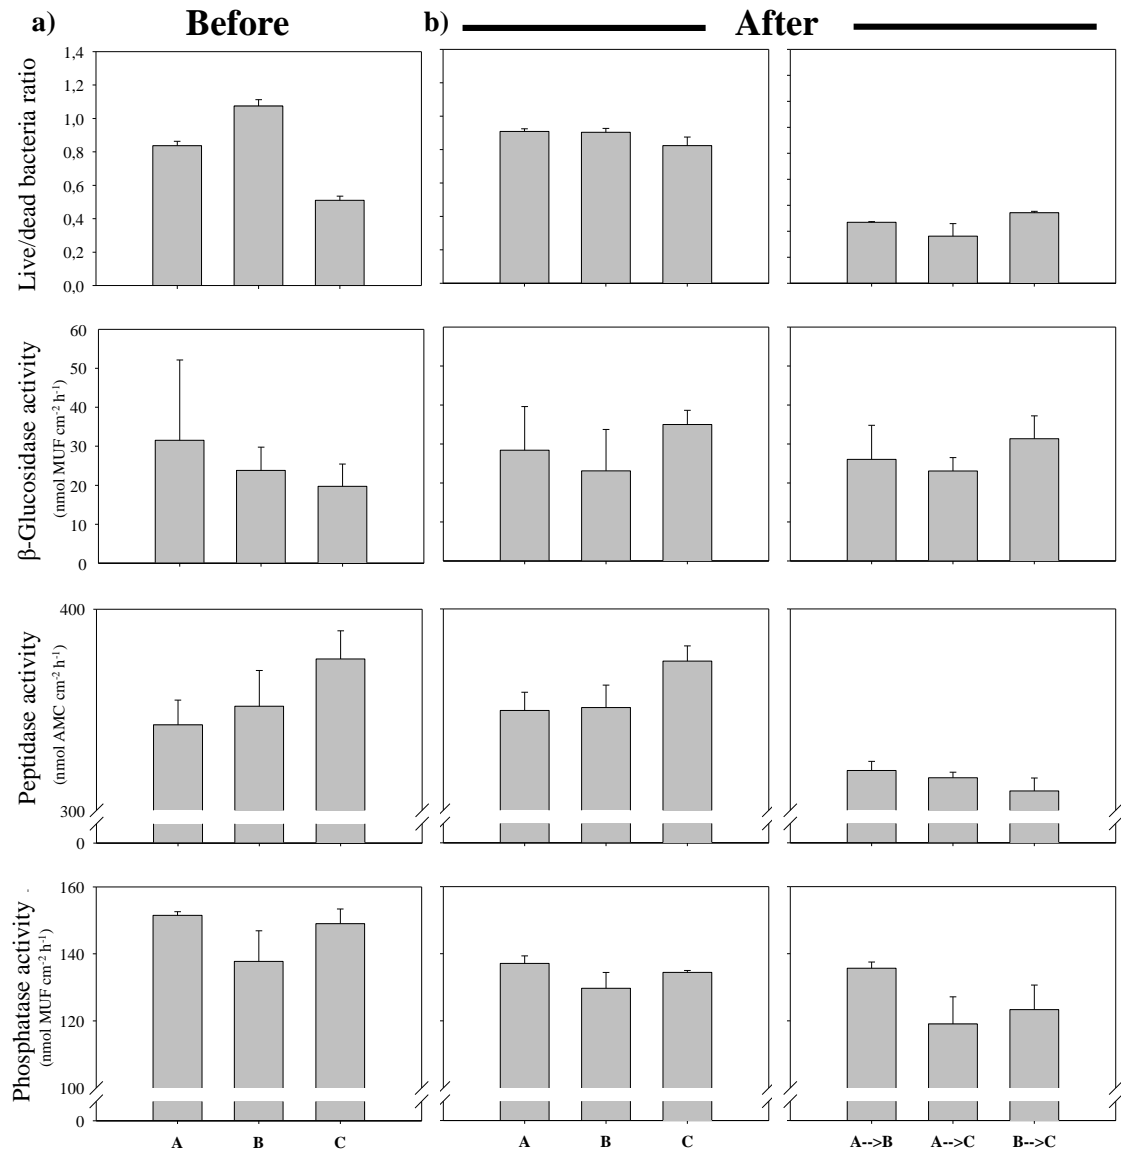 a) Before b) After
Live/dead bacteria ratio
1,4
1,2
1,0
0,8
0,6
0,4
0,2
0,0
β-Glucosidase activity
(nmol MUF cm-2 h-1)
60
50
40
30
20
10
0
Peptidase activity
(nmol AMC cm-2 h-1)
400
300
0
Phosphatase activity
(nmol MUF cm-2 h-1)
160
140
120
100
0
A B C A B C A-->B A-->C B-->C